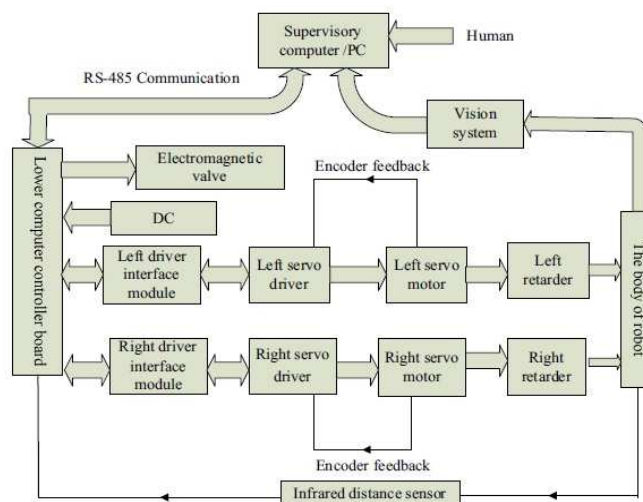 Supervisory
computer /PC
Human
RS-485 Communication
Vision
system
Lower computer controller
board
Electromagnetic
valve
Encoder feedback
DC
Left driver
interface
module
Left servo
driver
Left servo
motor
Left
retarder
The body of robot
Right driver
interface
module
Right servo
driver
Right servo
motor
Right
retarder
Encoder feedback
Infrared distance sensor